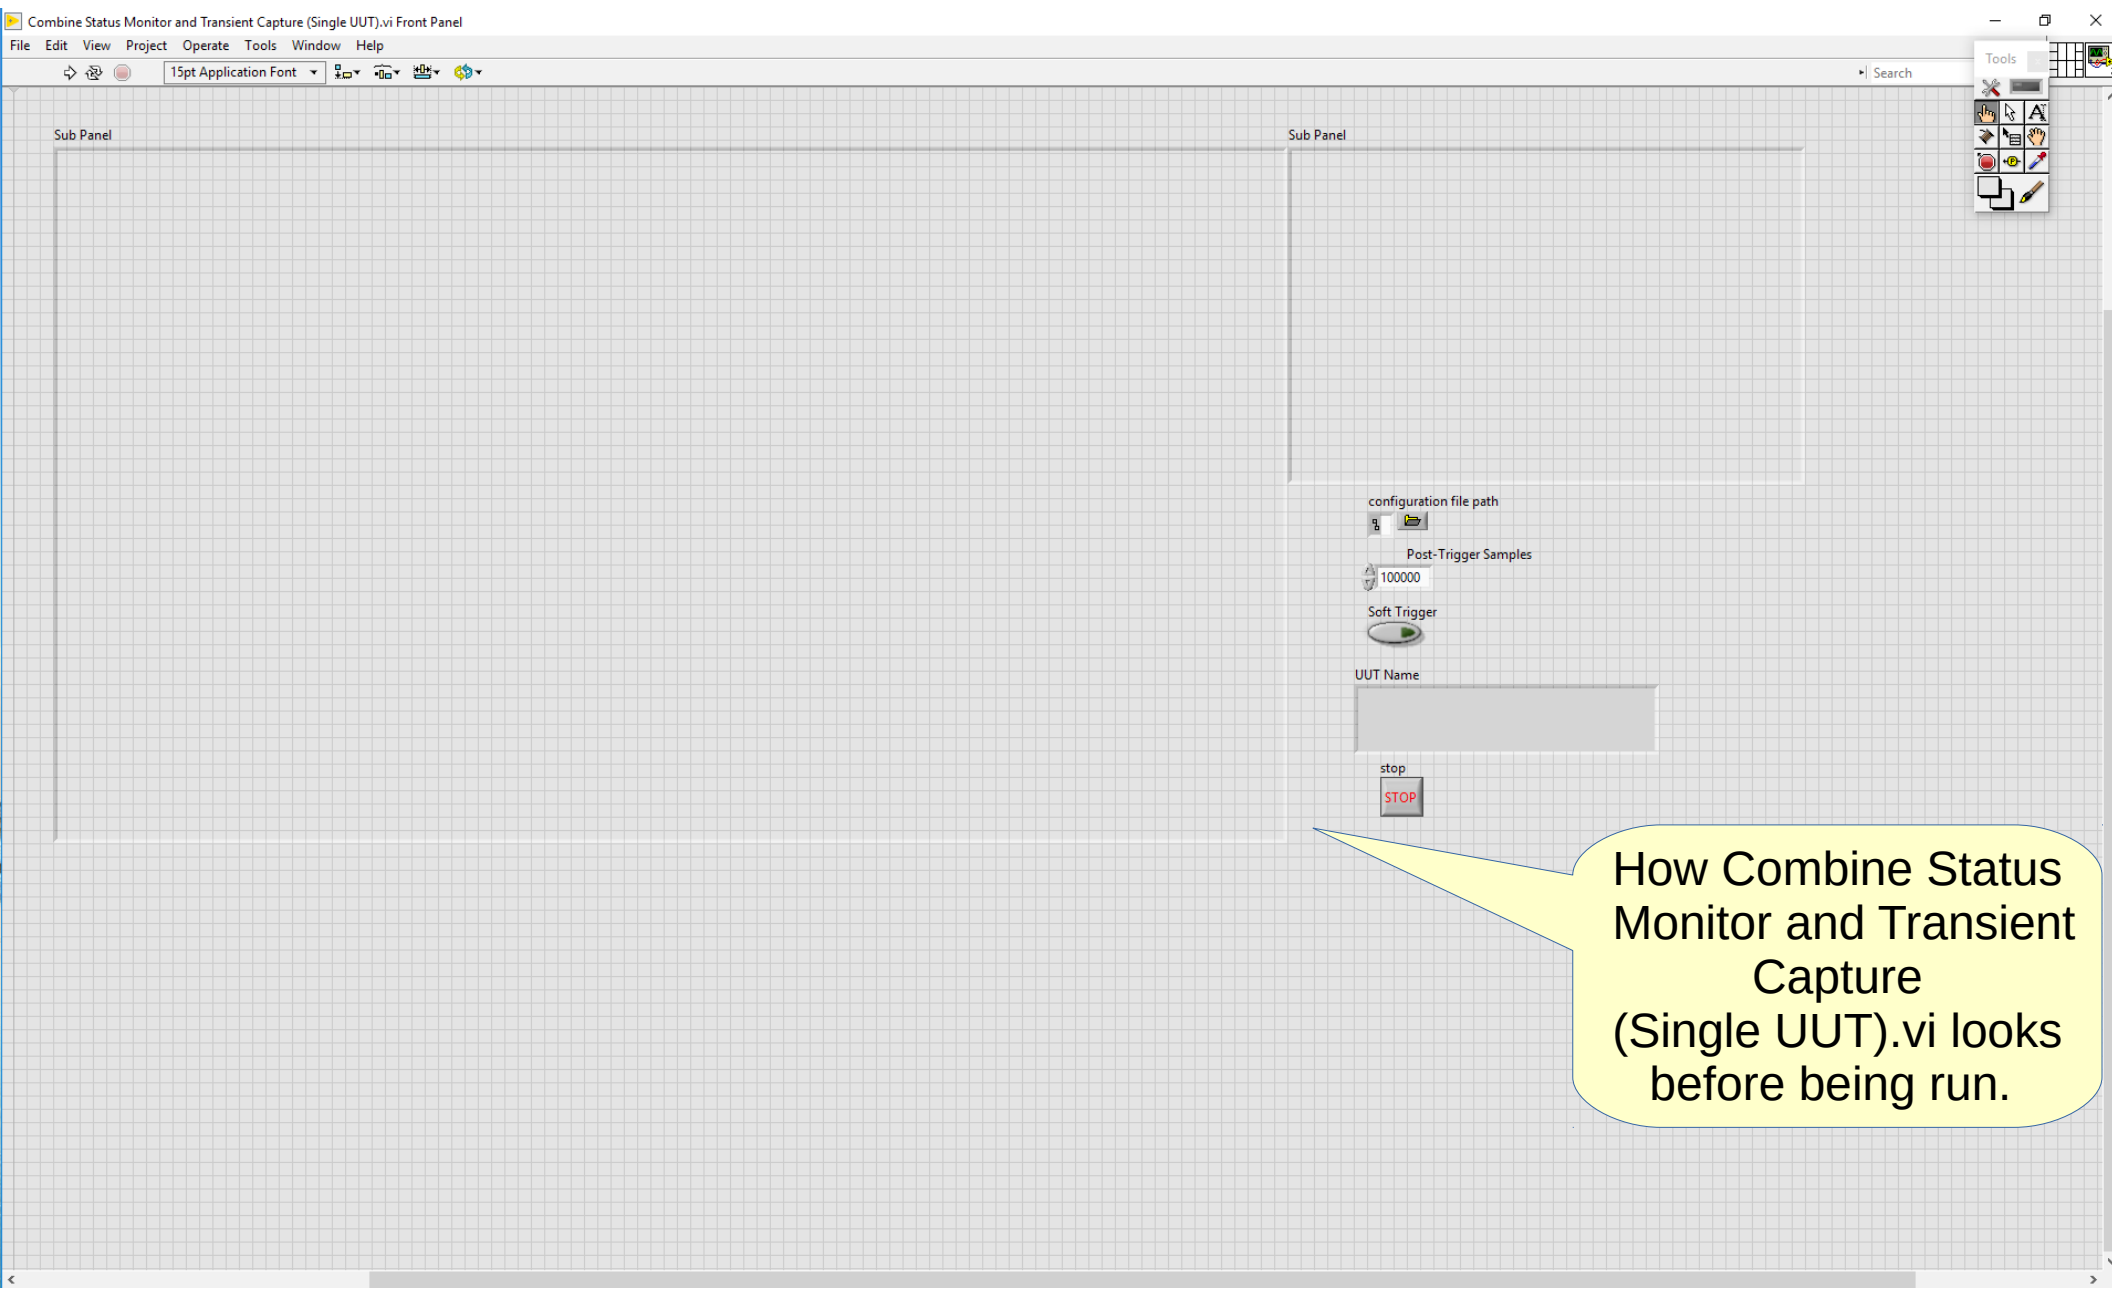 Combine Status Monitor and Transient Capture (Single UUT).vi Front Panel
File Edit View Project Operate Tools Window Help
15pt Application Font
Search
Tools
Sub Panel
Sub Panel
configuration file path
Post-Trigger Samples
100000
Soft Trigger
UUT Name
stop
STOP
How Combine Status
Monitor and Transient
Capture
(Single UUT).vi looks
before being run.